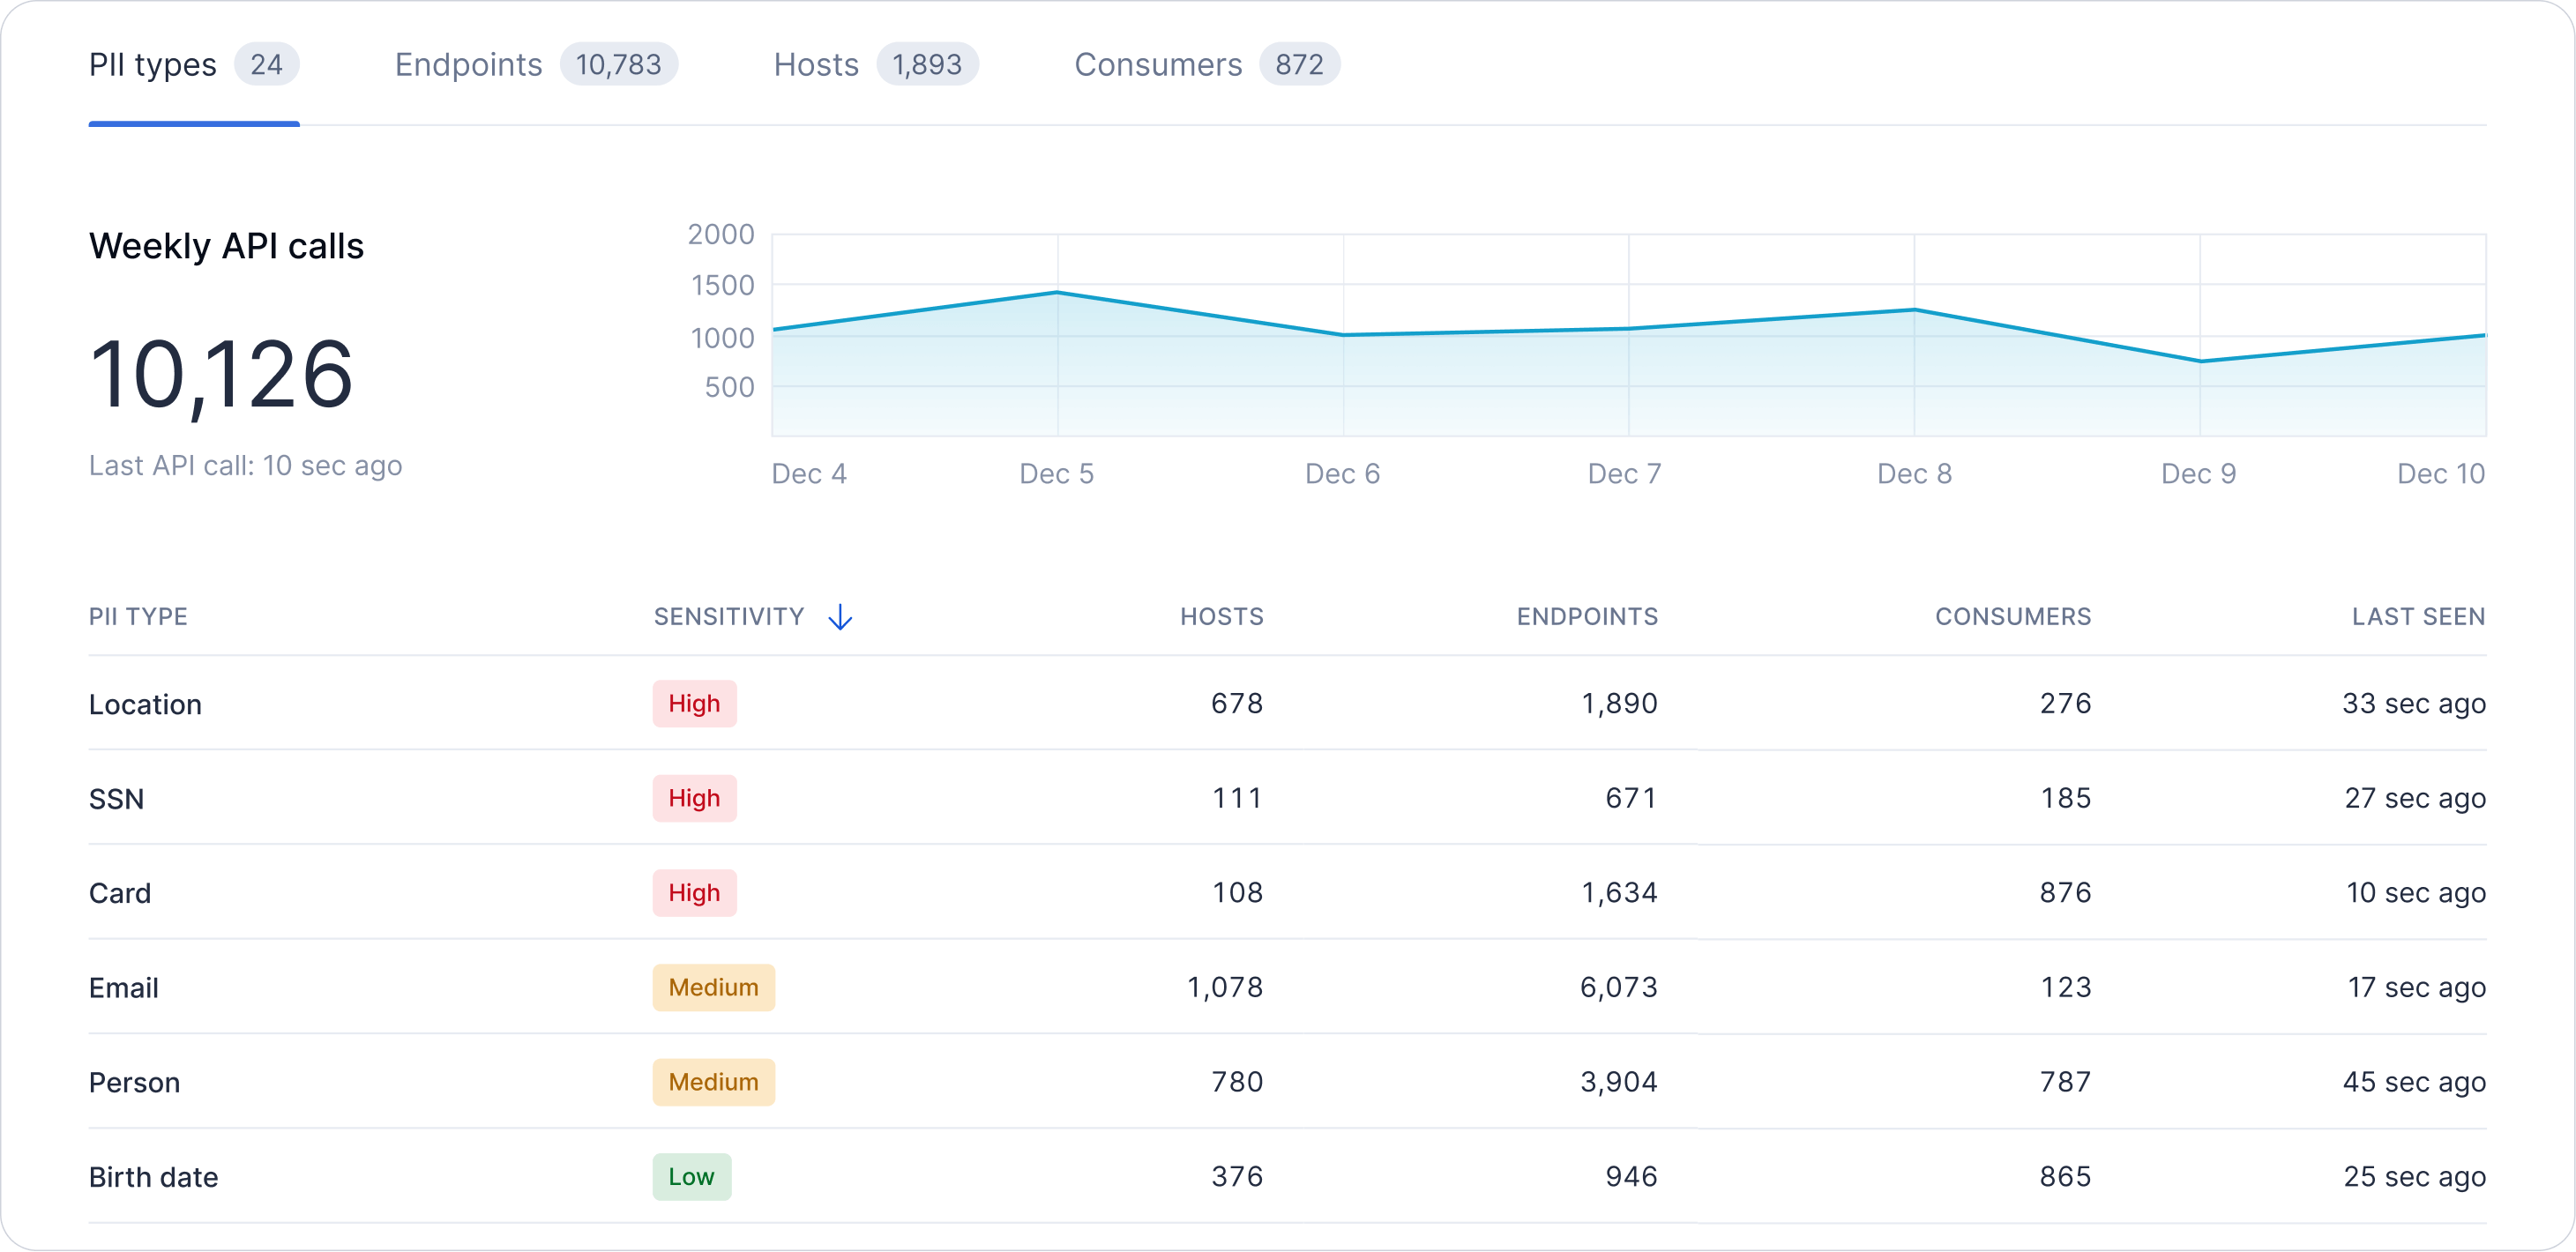 PII types 24 Endpoints 10,783 Hosts 1,893 Consumers 872
Weekly API calls
10,126
Last API call: 10 sec ago
2000
1500
1000
500
Dec 4 Dec 5 Dec 6 Dec 7 Dec 8 Dec 9 Dec 10
PII TYPE SENSITIVITY HOSTS ENDPOINTS CONSUMERS LAST SEEN
Location High 678 1,890 276 33 sec ago
SSN High 111 671 185 27 sec ago
Card High 108 1,634 876 10 sec ago
Email Medium 1,078 6,073 123 17 sec ago
Person Medium 780 3,904 787 45 sec ago
Birth date Low 376 946 865 25 sec ago